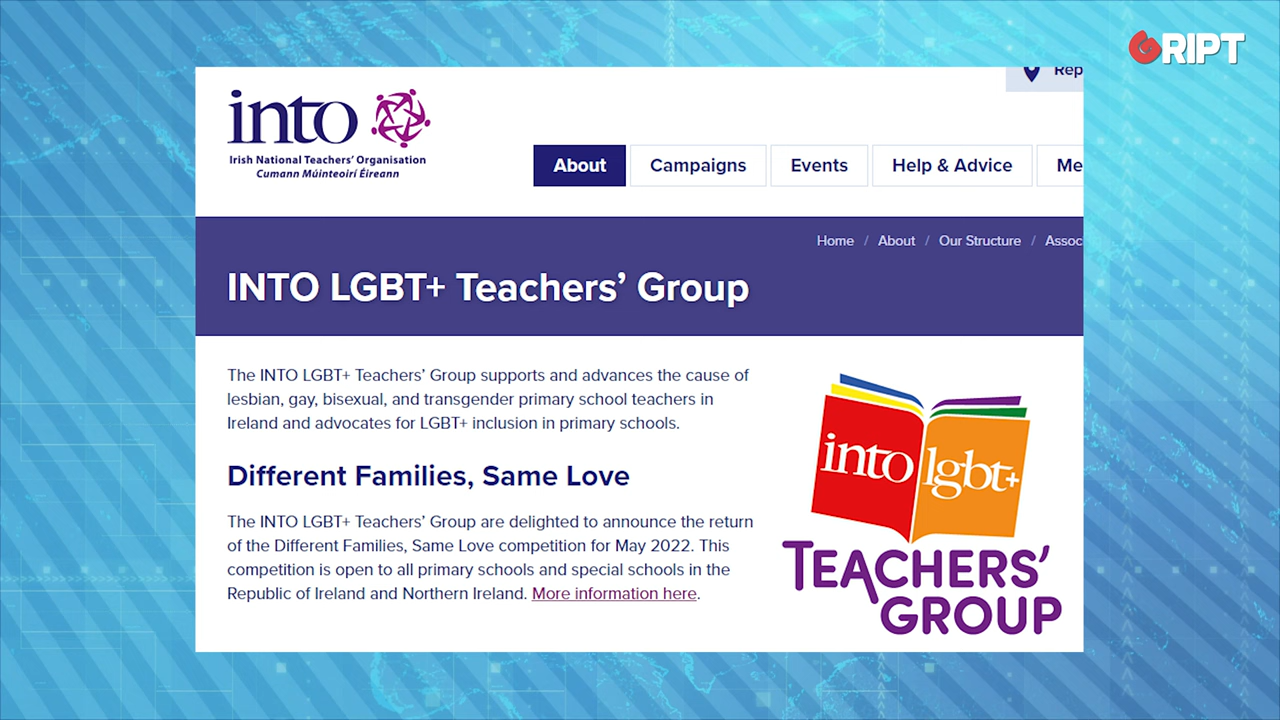 GRIPT
Rep
into
Irish National Teachers' Organisation
Cumann Múinteoirí Éireann
About
Campaigns
Events
Help & Advice
Me
Home / About / Our Structure / Assoc
INTO LGBT+ Teachers’ Group
The INTO LGBT+ Teachers’ Group supports and advances the cause of
lesbian, gay, bisexual, and transgender primary school teachers in
Ireland and advocates for LGBT+ inclusion in primary schools.
Different Families, Same Love
The INTO LGBT+ Teachers’ Group are delighted to announce the return
of the Different Families, Same Love competition for May 2022. This
competition is open to all primary schools and special schools in the
Republic of Ireland and Northern Ireland. More information here.
into lgbt+
TEACHERS’
GROUP